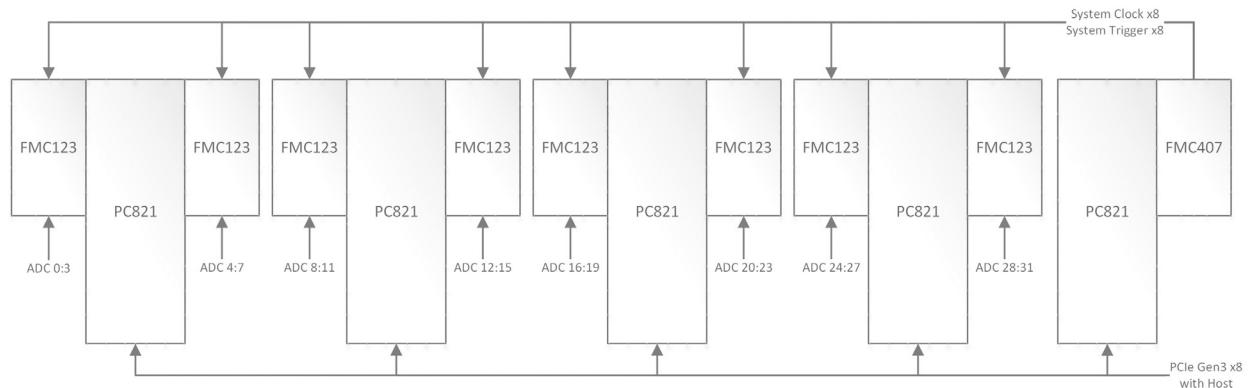 System Clock x8
System Trigger x8
FMC123
PC821
FMC123
FMC123
PC821
FMC123
FMC123
PC821
FMC123
FMC123
PC821
FMC123
PC821
FMC407
ADC 0:3
ADC 4:7
ADC 8:11
ADC 12:15
ADC 16:19
ADC 20:23
ADC 24:27
ADC 28:31
PCIe Gen3 x8
with Host